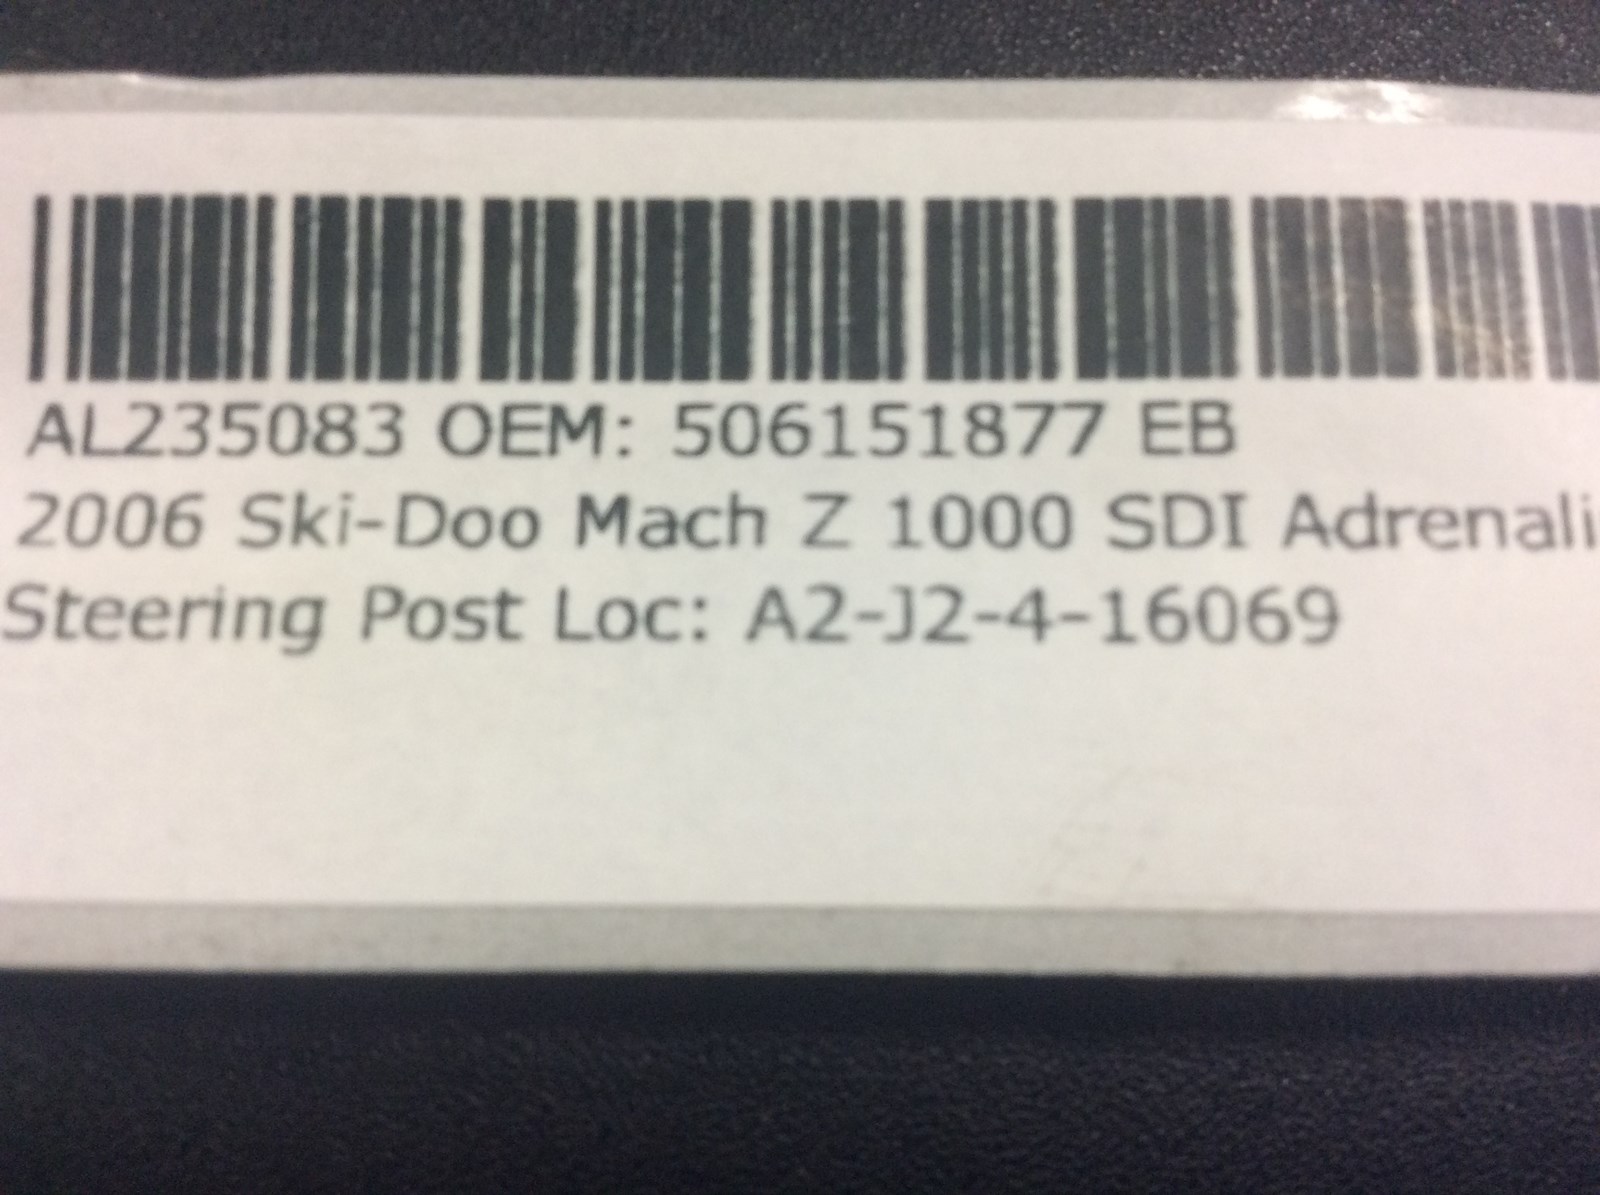 AL235083 OEM: 506151877 EB
2006 Ski-Doo Mach Z 1000 SDI Adrenali
Steering Post Loc: A2-J2-4-16069